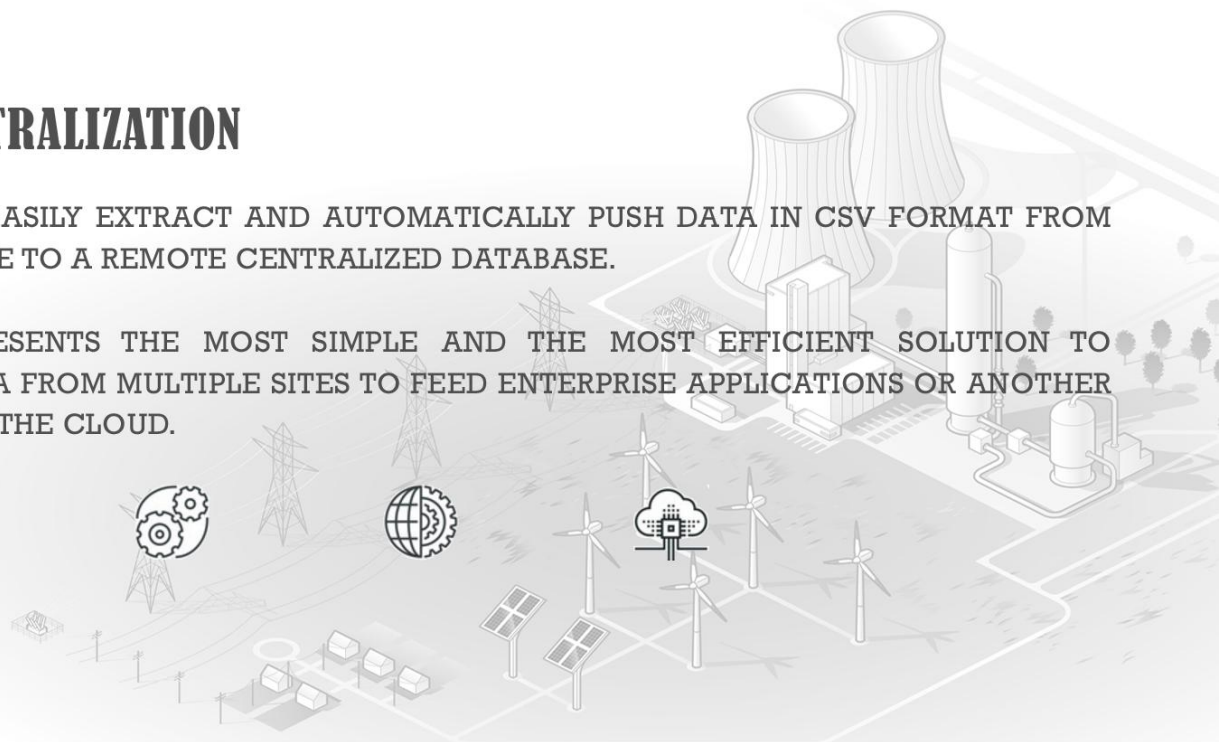 TRALIZATION
ASILY EXTRACT AND AUTOMATICALLY PUSH DATA IN CSV FORMAT FROM
E TO A REMOTE CENTRALIZED DATABASE.
ESENTS THE MOST SIMPLE AND THE MOST EFFICIENT SOLUTION TO
A FROM MULTIPLE SITES TO FEED ENTERPRISE APPLICATIONS OR ANOTHER
THE CLOUD.